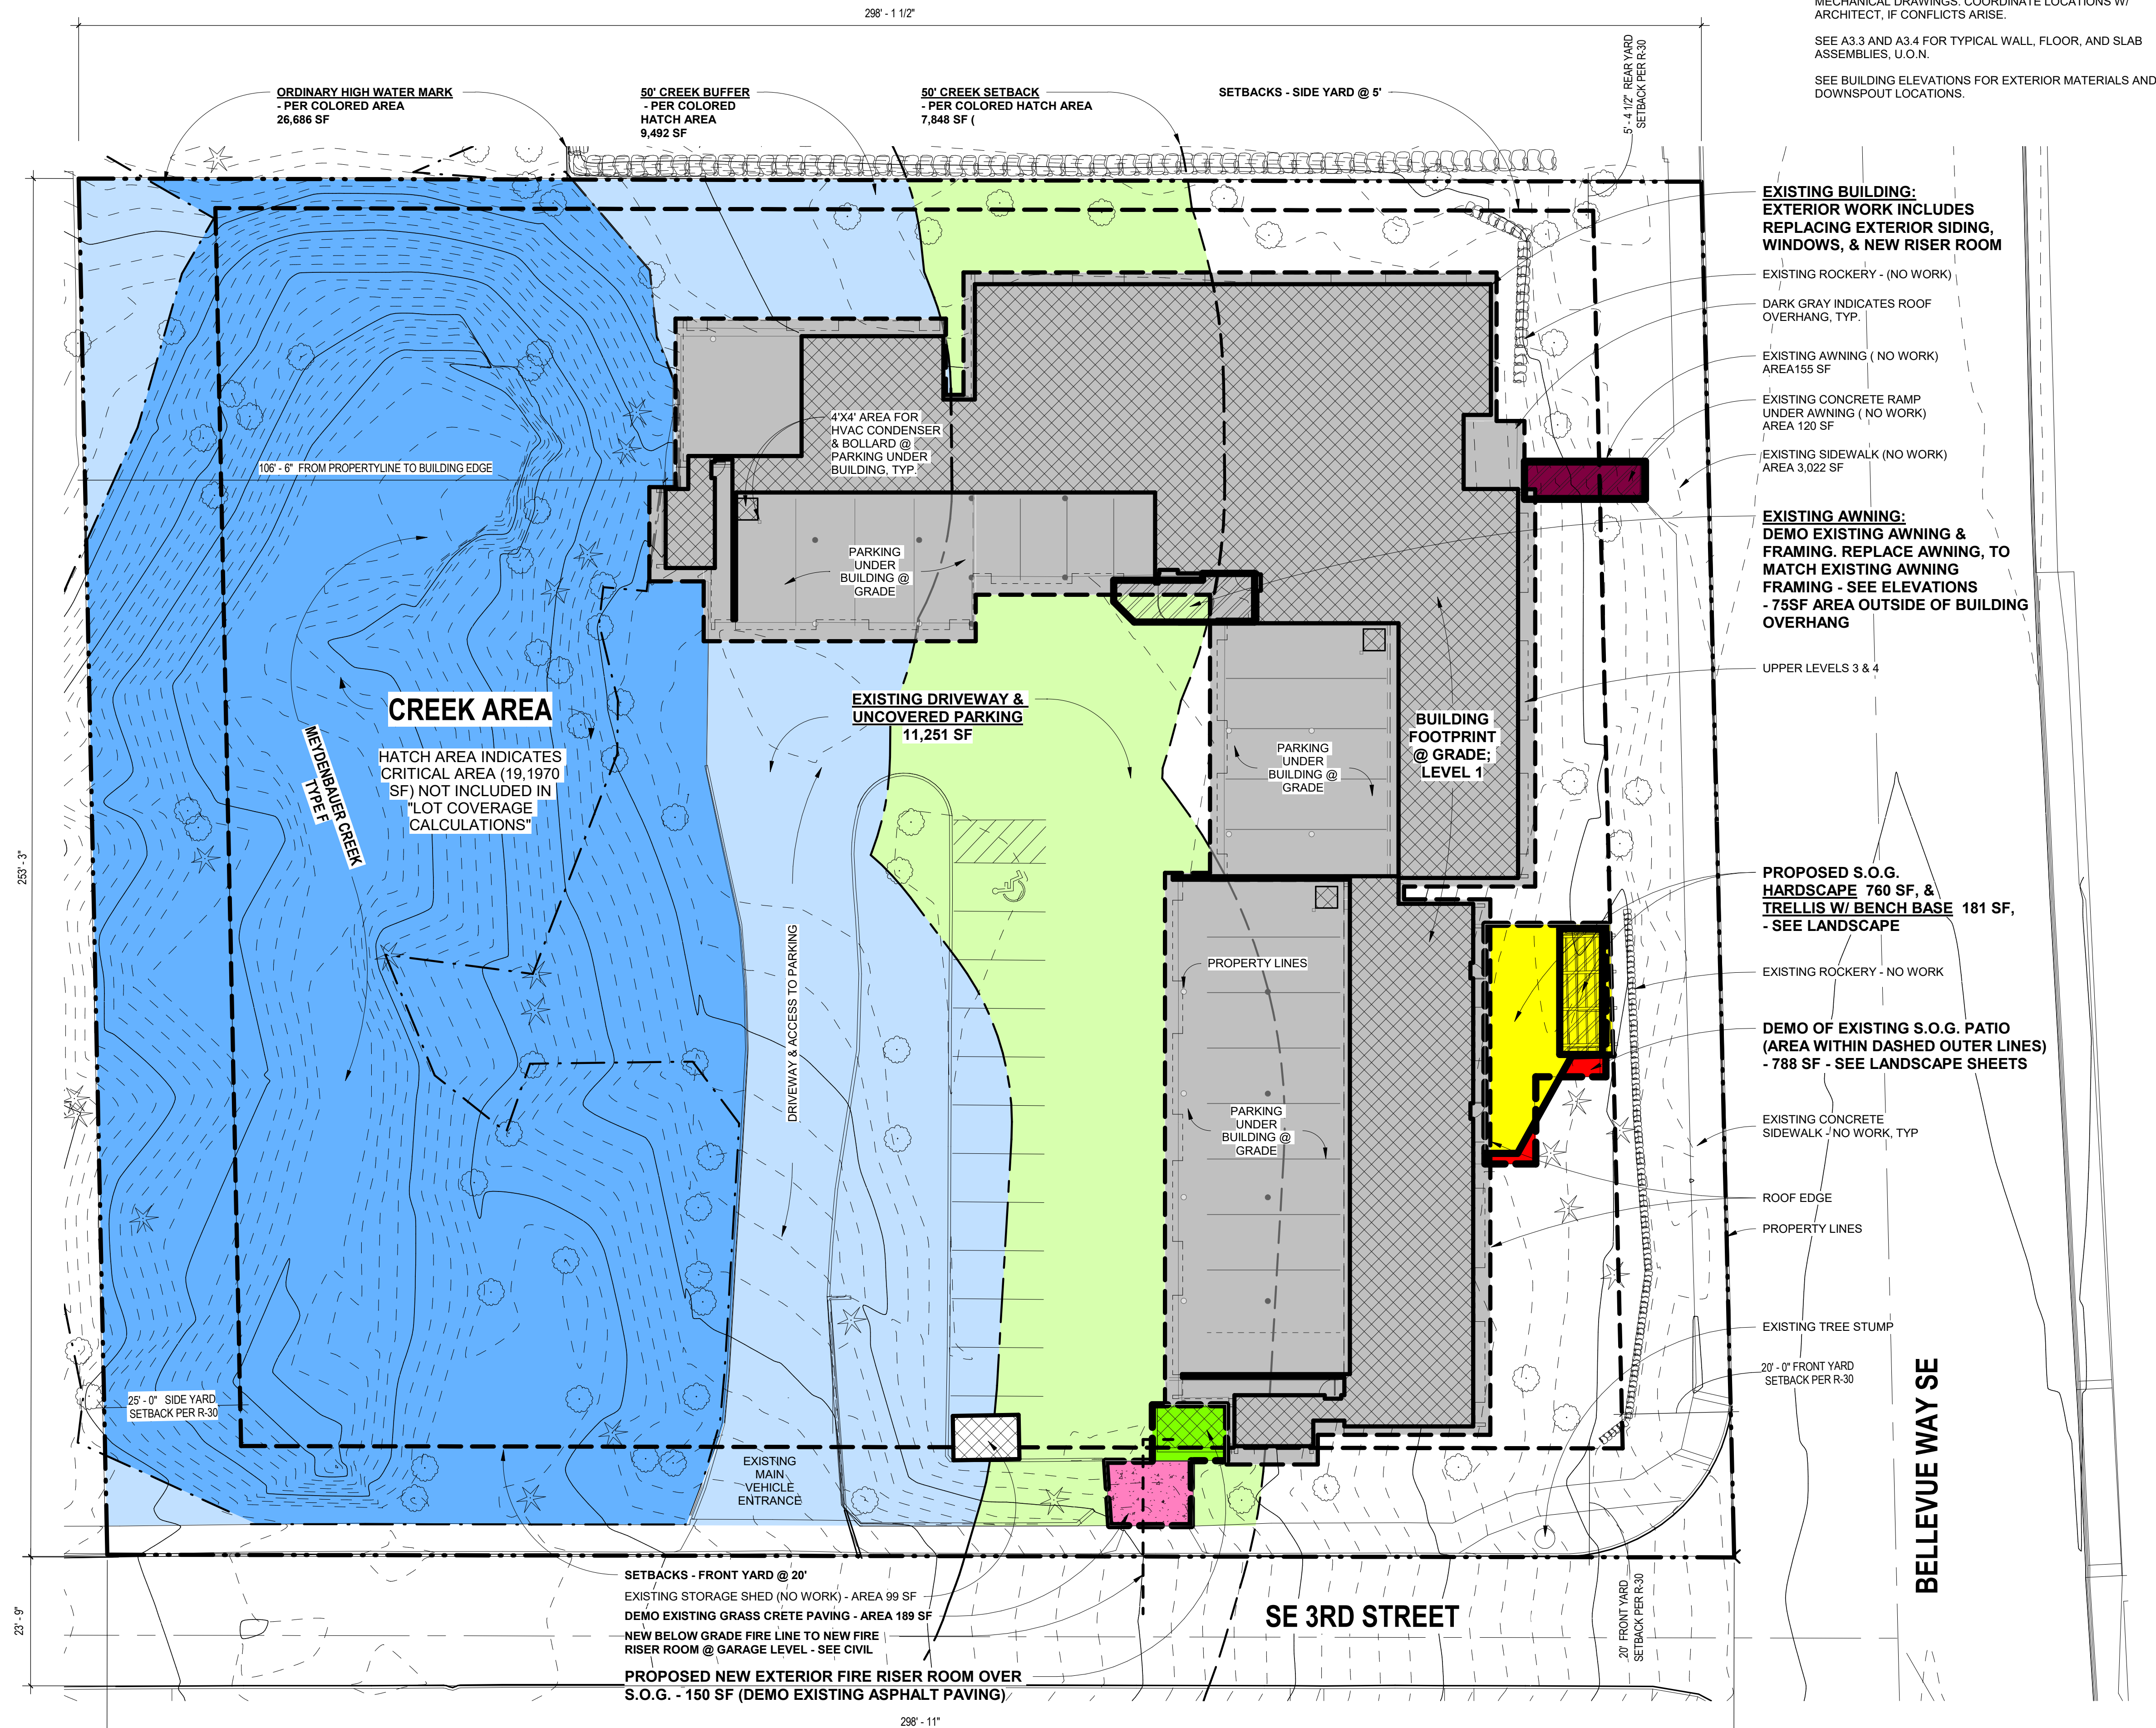 298' - 1 1/2"
MECHANICAL DRAWINGS. COORDINATE LOCATIONS W/
ARCHITECT, IF CONFLICTS ARISE.
SEE A3.3 AND A3.4 FOR TYPICAL WALL, FLOOR, AND SLAB
ASSEMBLIES, U.O.N.
SEE BUILDING ELEVATIONS FOR EXTERIOR MATERIALS AND
DOWNSPOUT LOCATIONS.
ORDINARY HIGH WATER MARK
- PER COLORED AREA
26,686 SF
50' CREEK BUFFER
- PER COLORED
HATCH AREA
9,492 SF
50' CREEK SETBACK
- PER COLORED HATCH AREA
7,848 SF (
SETBACKS - SIDE YARD @ 5'
5' - 4 1/2" REAR YARD
SETBACK PER R-30
EXISTING BUILDING:
EXTERIOR WORK INCLUDES
REPLACING EXTERIOR SIDING,
WINDOWS, & NEW RISER ROOM
EXISTING ROCKERY - (NO WORK)
DARK GRAY INDICATES ROOF
OVERHANG, TYP.
EXISTING AWNING ( NO WORK)
AREA155 SF
EXISTING CONCRETE RAMP
UNDER AWNING ( NO WORK)
AREA 120 SF
EXISTING SIDEWALK (NO WORK)
AREA 3,022 SF
EXISTING AWNING:
DEMO EXISTING AWNING &
FRAMING. REPLACE AWNING, TO
MATCH EXISTING AWNING
FRAMING - SEE ELEVATIONS
- 75SF AREA OUTSIDE OF BUILDING
OVERHANG
UPPER LEVELS 3 & 4
4'X4' AREA FOR
HVAC CONDENSER
& BOLLARD @
PARKING UNDER
BUILDING, TYP.
106' - 6" FROM PROPERTYLINE TO BUILDING EDGE
PARKING
UNDER
BUILDING @
GRADE
CREEK AREA
HATCH AREA INDICATES
CRITICAL AREA (19,1970
SF) NOT INCLUDED IN
"LOT COVERAGE
CALCULATIONS"
MEYDENBAUER CREEK
TYPE F
EXISTING DRIVEWAY &
UNCOVERED PARKING
11,251 SF
PARKING
UNDER
BUILDING @
GRADE
BUILDING
FOOTPRINT
@ GRADE;
LEVEL 1
253' - 3"
PROPOSED S.O.G.
HARDSCAPE 760 SF, &
TRELLIS W/ BENCH BASE 181 SF,
- SEE LANDSCAPE
EXISTING ROCKERY - NO WORK
DEMO OF EXISTING S.O.G. PATIO
(AREA WITHIN DASHED OUTER LINES)
- 788 SF - SEE LANDSCAPE SHEETS
EXISTING CONCRETE
SIDEWALK - NO WORK, TYP
ROOF EDGE
PROPERTY LINES
EXISTING TREE STUMP
20' - 0" FRONT YARD
SETBACK PER R-30
DRIVEWAY & ACCESS TO PARKING
PROPERTY LINES
PARKING
UNDER
BUILDING @
GRADE
25' - 0" SIDE YARD
SETBACK PER R-30
EXISTING
MAIN
VEHICLE
ENTRANCE
BELLEVUE WAY SE
SETBACKS - FRONT YARD @ 20'
EXISTING STORAGE SHED (NO WORK) - AREA 99 SF
DEMO EXISTING GRASS CRETE PAVING - AREA 189 SF
NEW BELOW GRADE FIRE LINE TO NEW FIRE
RISER ROOM @ GARAGE LEVEL - SEE CIVIL
PROPOSED NEW EXTERIOR FIRE RISER ROOM OVER
S.O.G. - 150 SF (DEMO EXISTING ASPHALT PAVING)
SE 3RD STREET
20' FRONT YARD
SETBACK PER R-30
23' - 9"
298' - 11"